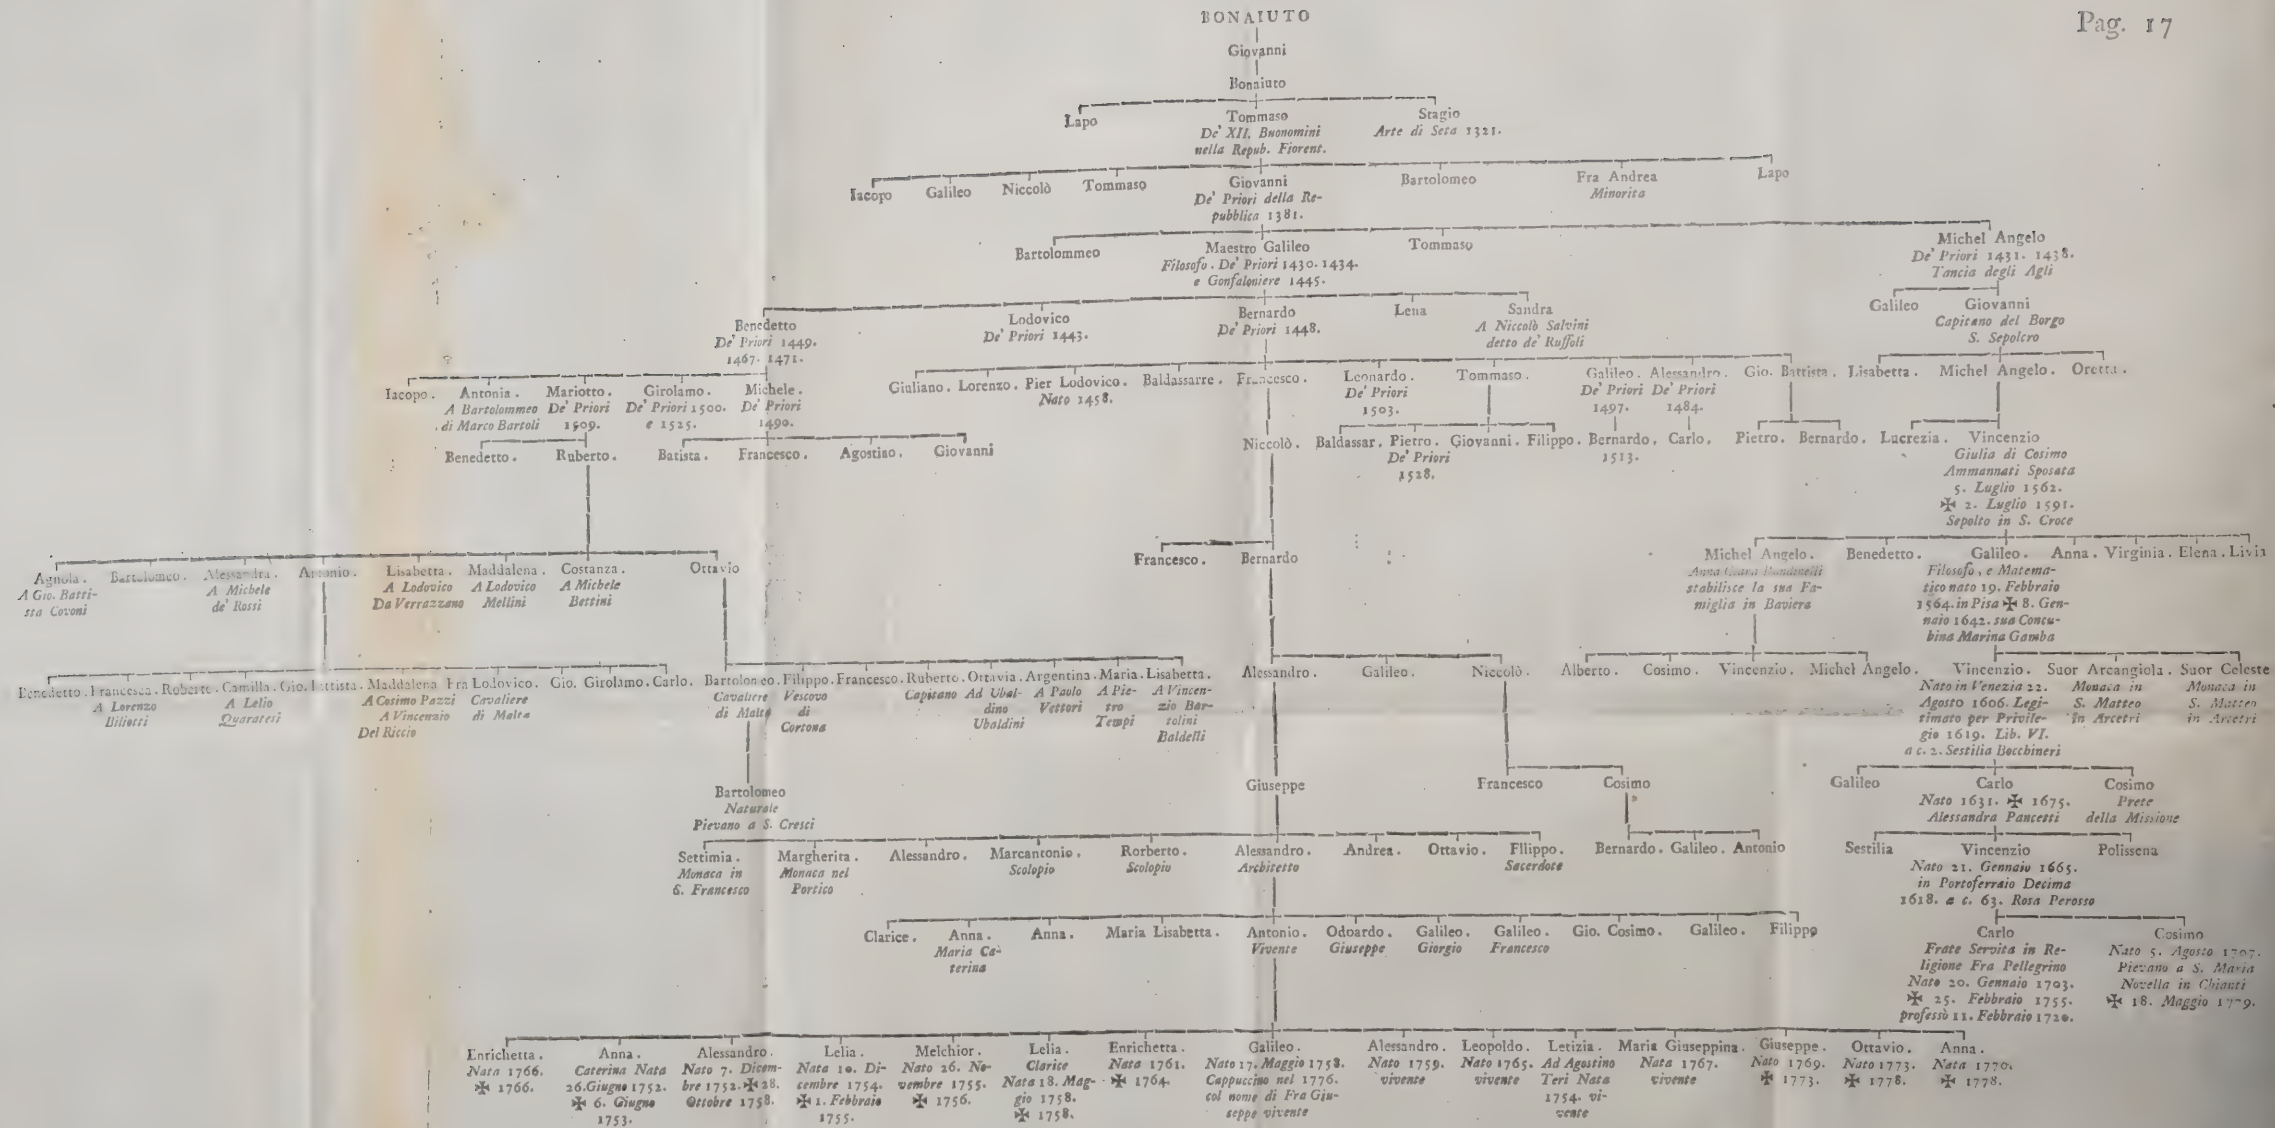 Pag. 17
BONAIUTO
Giovanni
Bonaiuto
Lapo
Tommaso
De' XII. Buonomini
nella Repub. Fiorent.
Stagio
Arte di Seta 1321.
Iacopo
Galileo
Niccolò
Tommaso
Giovanni
De' Priori della Re-
pubblica 1381.
Bartolomeo
Fra Andrea
Minorita
Lapo
Bartolommeo
Maestro Galileo
Filosofo. De' Priori 1430. 1434.
e Gonfaloniere 1445.
Tommaso
Michel Angelo
De' Priori 1431. 1438.
Tancia degli Agli
Benedetto
De' Priori 1449.
1467. 1471.
Lodovico
De' Priori 1443.
Bernardo
De' Priori 1448.
Lena
Sandra
A Niccolò Salvini
detto de' Ruffoli
Galileo
Giovanni
Capitano del Borgo
S. Sepolcro
Iacopo.
Antonia.
A Bartolommeo
di Marco Bartoli
Mariotto.
De' Priori
1509.
Girolamo.
De' Priori 1500.
e 1525.
Michele.
De' Priori
1490.
Giuliano. Lorenzo. Pier Lodovico. Baldassarre. Francesco.
Nato 1458.
Leonardo.
De' Priori
1503.
Tommaso.
Galileo. Alessandro.
De' Priori De' Priori
1497. 1484.
Gio. Battista. Lisabetta. Michel Angelo. Oretta.
Benedetto. Ruberto. Batista. Francesco. Agostino. Giovanni
Niccolò. Baldassar. Pietro. Giovanni. Filippo. Bernardo. Carlo.
De' Priori
1528.
1513.
Pietro. Bernardo. Lucrezia. Vincenzio
Giulia di Cosimo
Ammannati Sposata
5. Luglio 1562.
✠ 2. Luglio 1591.
Sepolto in S. Croce
Francesco. Bernardo
Agnola.
A Gio. Batti-
sta Covoni
Bartolomeo.
Alessandra.
A Michele
de' Rossi
Antonio.
Lisabetta.
A Lodovico
Da Verrazzano
Maddalena.
A Lodovico
Mellini
Costanza.
A Michele
Bettini
Ottavio
Michel Angelo.
Anna Ciara Bandinelli
stabilisce la sua Fa-
miglia in Baviera
Benedetto.
Galileo.
Filosofo, e Matema-
tico nato 19. Febbraio
1564. in Pisa ✠ 8. Gen-
naio 1642. sua Concu-
bina Marina Gamba
Anna. Virginia. Elena. Livia
Benedetto.
Francesca.
A Lorenzo
Biliotti
Roberto.
Camilla.
A Lelio
Quaratesi
Gio. Battista.
Maddalena
A Cosimo Pazzi
A Vincenzio
Del Riccio
Fra Lodovico.
Cavaliere
di Malta
Gio. Girolamo. Carlo.
Bartolomeo.
Cavaliere
di Malta
Filippo.
Vescovo
di
Cortona
Francesco.
Ruberto.
Capitano
Ottavia.
Ad Ubal-
dino
Ubaldini
Argentina.
A Paolo
Vettori
Maria.
A Pie-
tro
Tempi
Lisabetta.
A Vincen-
zio Bar-
tolini
Baldelli
Alessandro. Galileo. Niccolò.
Alberto. Cosimo. Vincenzio. Michel Angelo.
Vincenzio.
Nato in Venezia 22.
Agosto 1606. Legi-
timato per Privile-
gio 1619. Lib. VI.
a c. 2. Sestilia Bocchineri
Suor Arcangiola.
Monaca in
S. Matteo
in Arcetri
Suor Celeste
Monaca in
S. Matteo
in Arcetri
Bartolomeo
Naturale
Pievano a S. Cresci
Giuseppe
Francesco
Cosimo
Galileo
Carlo
Nato 1631. ✠ 1675.
Alessandra Pancetti
Cosimo
Prete
della Missione
Settimia.
Monaca in
S. Francesco
Margherita.
Monaca nel
Portico
Alessandro.
Marcantonio.
Scolopio
Rorberto.
Scolopio
Alessandro.
Architetto
Andrea. Ottavio.
Filippo.
Sacerdote
Bernardo. Galileo. Antonio
Sestilia
Vincenzio
Nato 21. Gennaio 1665.
in Portoferraio Decima
1618. a c. 63. Rosa Perosso
Polissena
Clarice.
Anna.
Maria Ca-
terina
Anna.
Maria Lisabetta.
Antonio.
Vivente
Odoardo.
Giuseppe
Galileo.
Giorgio
Galileo.
Francesco
Gio. Cosimo. Galileo. Filippo
Carlo
Frate Servita in Re-
ligione Fra Pellegrino
Nato 20. Gennaio 1703.
✠ 25. Febbraio 1755.
professò 11. Febbraio 1720.
Cosimo
Nato 5. Agosto 1707.
Pievano a S. Maria
Novella in Chianti
✠ 18. Maggio 1779.
Enrichetta.
Nata 1766.
✠ 1766.
Anna.
Caterina Nata
26. Giugno 1752.
✠ 6. Giugno
1753.
Alessandro.
Nato 7. Dicem-
bre 1752. ✠ 28.
Ottobre 1758.
Lelia.
Nata 10. Di-
cembre 1754.
✠ 1. Febbraio
1755.
Melchior.
Nato 26. No-
vembre 1755.
✠ 1756.
Lelia.
Clarice
Nata 18. Mag-
gio 1758.
✠ 1758.
Enrichetta.
Nata 1761.
✠ 1764.
Galileo.
Nato 17. Maggio 1758.
Cappuccino nel 1776.
col nome di Fra Giu-
seppe vivente
Alessandro.
Nato 1759.
vivente
Leopoldo.
Nato 1765.
vivente
Letizia.
Ad Agostino
Teri Nata
1754. vi-
vente
Maria Giuseppina.
Nata 1767.
vivente
Giuseppe.
Nato 1769.
✠ 1773.
Ottavio.
Nato 1773.
✠ 1778.
Anna.
Nata 1770.
✠ 1778.